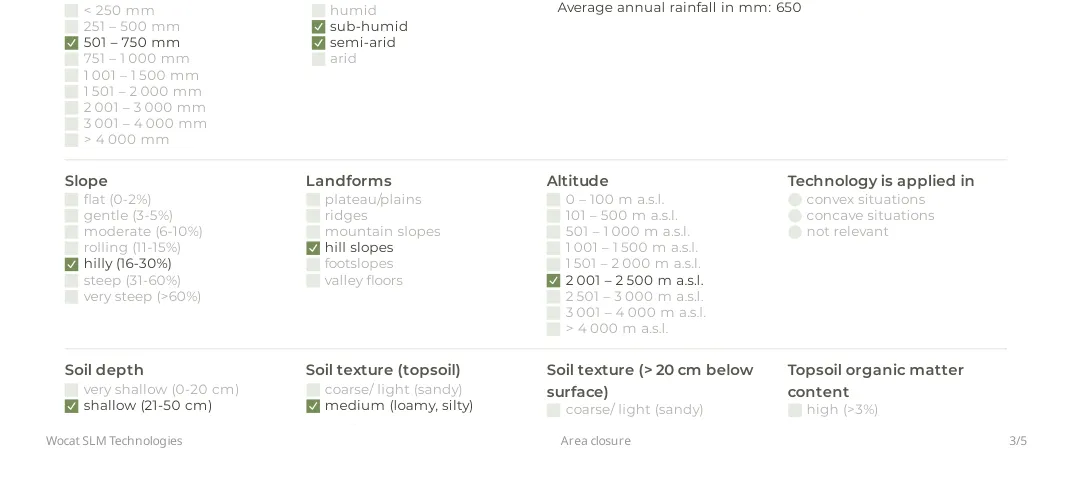 < 250 mm
251 – 500 mm
501 – 750 mm
751 – 1 000 mm
1 001 – 1 500 mm
1 501 – 2 000 mm
2 001 – 3 000 mm
3 001 – 4 000 mm
> 4 000 mm
humid
sub-humid
semi-arid
arid
Average annual rainfall in mm: 650
Slope
flat (0-2%)
gentle (3-5%)
moderate (6-10%)
rolling (11-15%)
hilly (16-30%)
steep (31-60%)
very steep (>60%)
Landforms
plateau/plains
ridges
mountain slopes
hill slopes
footslopes
valley floors
Altitude
0 – 100 m a.s.l.
101 – 500 m a.s.l.
501 – 1 000 m a.s.l.
1 001 – 1 500 m a.s.l.
1 501 – 2 000 m a.s.l.
2 001 – 2 500 m a.s.l.
2 501 – 3 000 m a.s.l.
3 001 – 4 000 m a.s.l.
> 4 000 m a.s.l.
Technology is applied in
convex situations
concave situations
not relevant
Soil depth
very shallow (0-20 cm)
shallow (21-50 cm)
Soil texture (topsoil)
coarse/ light (sandy)
medium (loamy, silty)
Soil texture (> 20 cm below
surface)
coarse/ light (sandy)
Topsoil organic matter
content
high (>3%)
Wocat SLM Technologies
Area closure
3/5